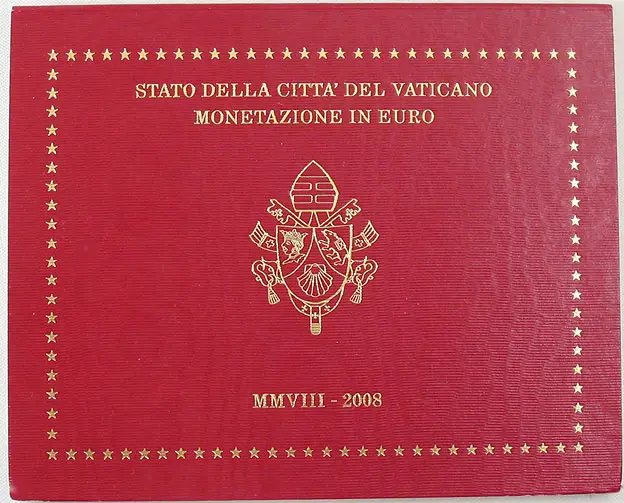 STATO DELLA CITTA' DEL VATICANO
MONETAZIONE IN EURO
MMVIII - 2008